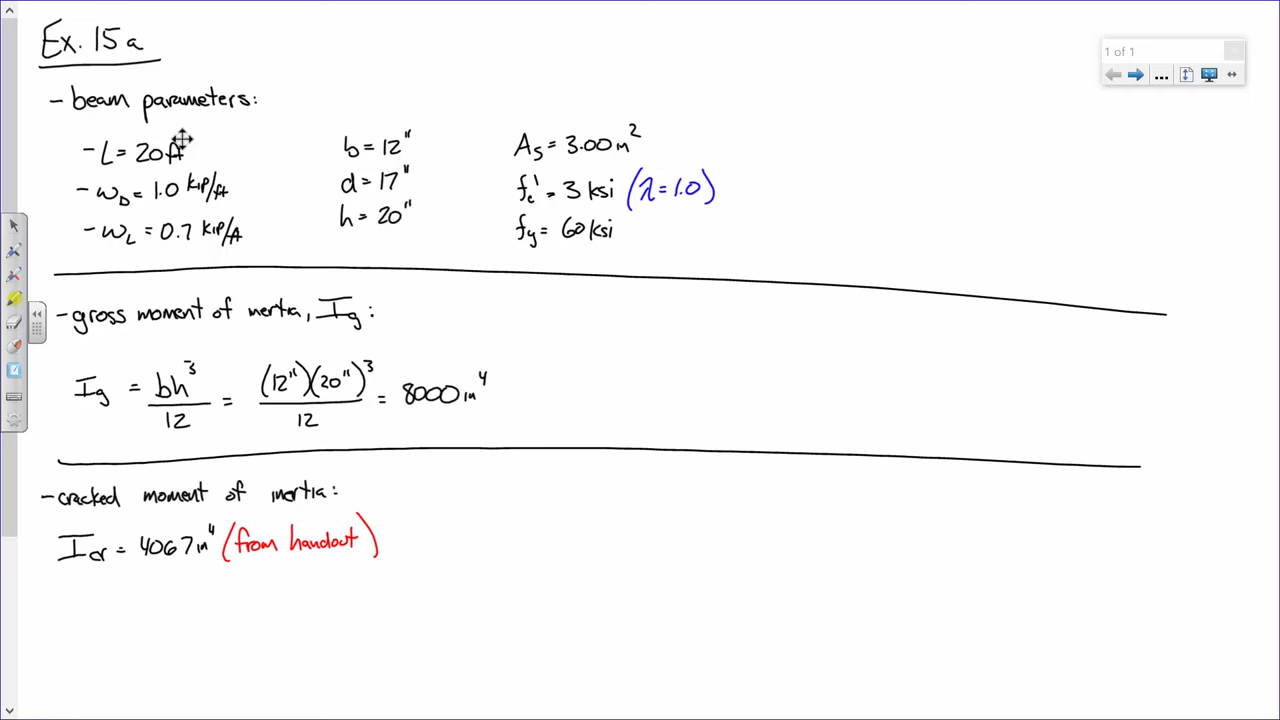 Ex. 15a
1 of 1
- beam parameters:
- L = 20 ft b = 12" As = 3.00 in²
- wD = 1.0 kip/ft d = 17" fc' = 3 ksi (λ = 1.0)
- wL = 0.7 kip/ft h = 20" fy = 60 ksi
- gross moment of inertia, Ig:
Ig = bh³/12 = (12")(20")³/12 = 8000 in⁴
- cracked moment of inertia:
Icr = 4067 in⁴ (from handout)